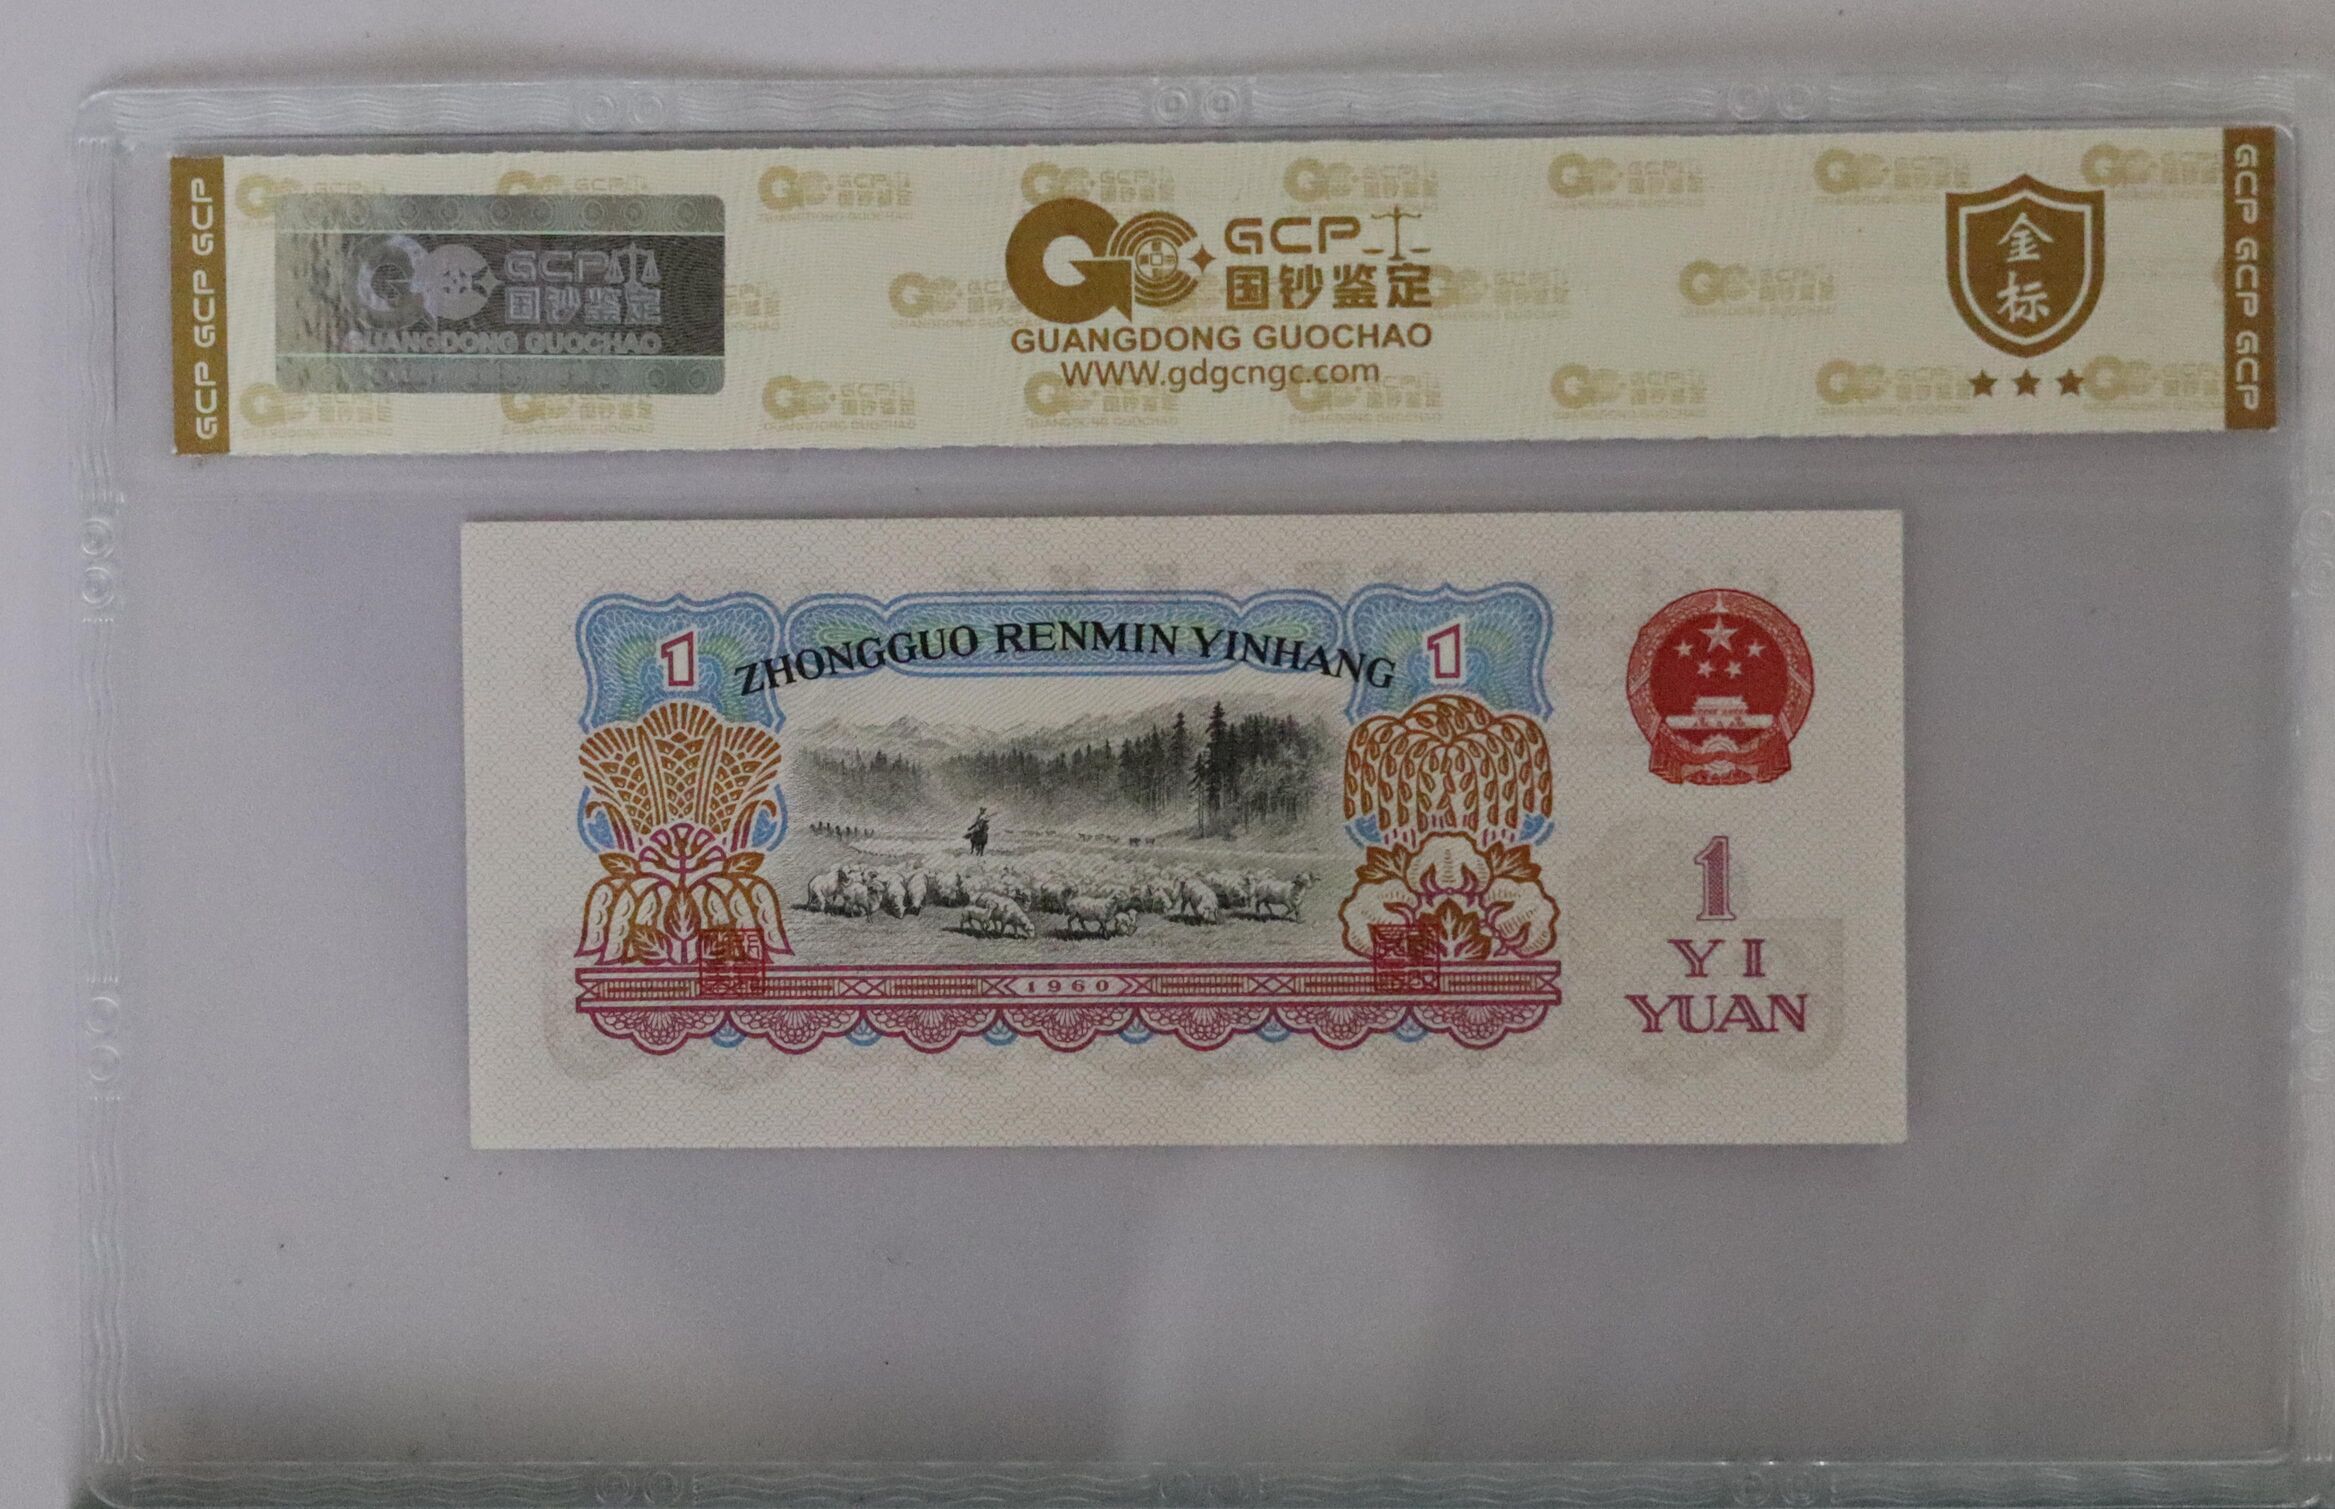 GCP GCP GCP
GCP
国钞鉴定
GUANGDONG GUOCHAO
GCP
国钞鉴定
GUANGDONG GUOCHAO
WWW.gdgcngc.com
金
标
GCP GCP GCP
1
ZHONGGUO RENMIN YINHANG
1
1960
1
YI
YUAN